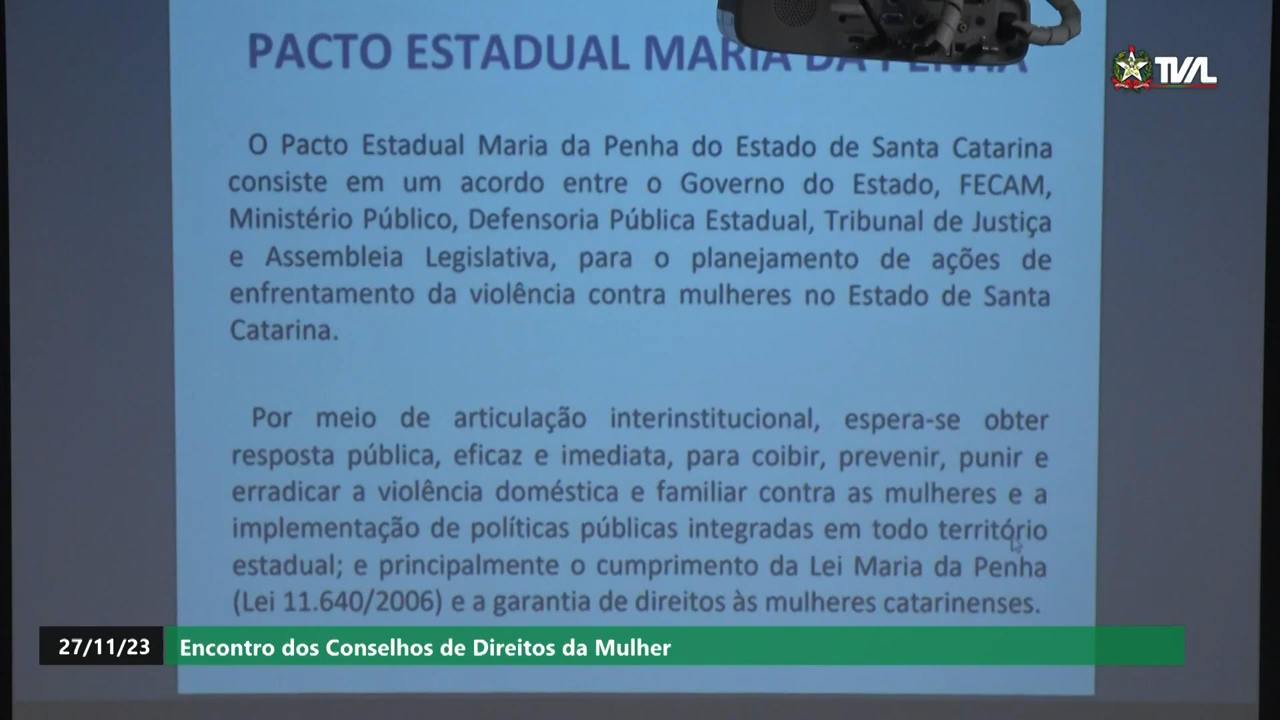 PACTO ESTADUAL MARIA DA PENHA
TVAL
O Pacto Estadual Maria da Penha do Estado de Santa Catarina
consiste em um acordo entre o Governo do Estado, FECAM,
Ministério Público, Defensoria Pública Estadual, Tribunal de Justiça
e Assembleia Legislativa, para o planejamento de ações de
enfrentamento da violência contra mulheres no Estado de Santa
Catarina.
Por meio de articulação interinstitucional, espera-se obter
resposta pública, eficaz e imediata, para coibir, prevenir, punir e
erradicar a violência doméstica e familiar contra as mulheres e a
implementação de políticas públicas integradas em todo território
estadual; e principalmente o cumprimento da Lei Maria da Penha
(Lei 11.640/2006) e a garantia de direitos às mulheres catarinenses.
27/11/23 Encontro dos Conselhos de Direitos da Mulher